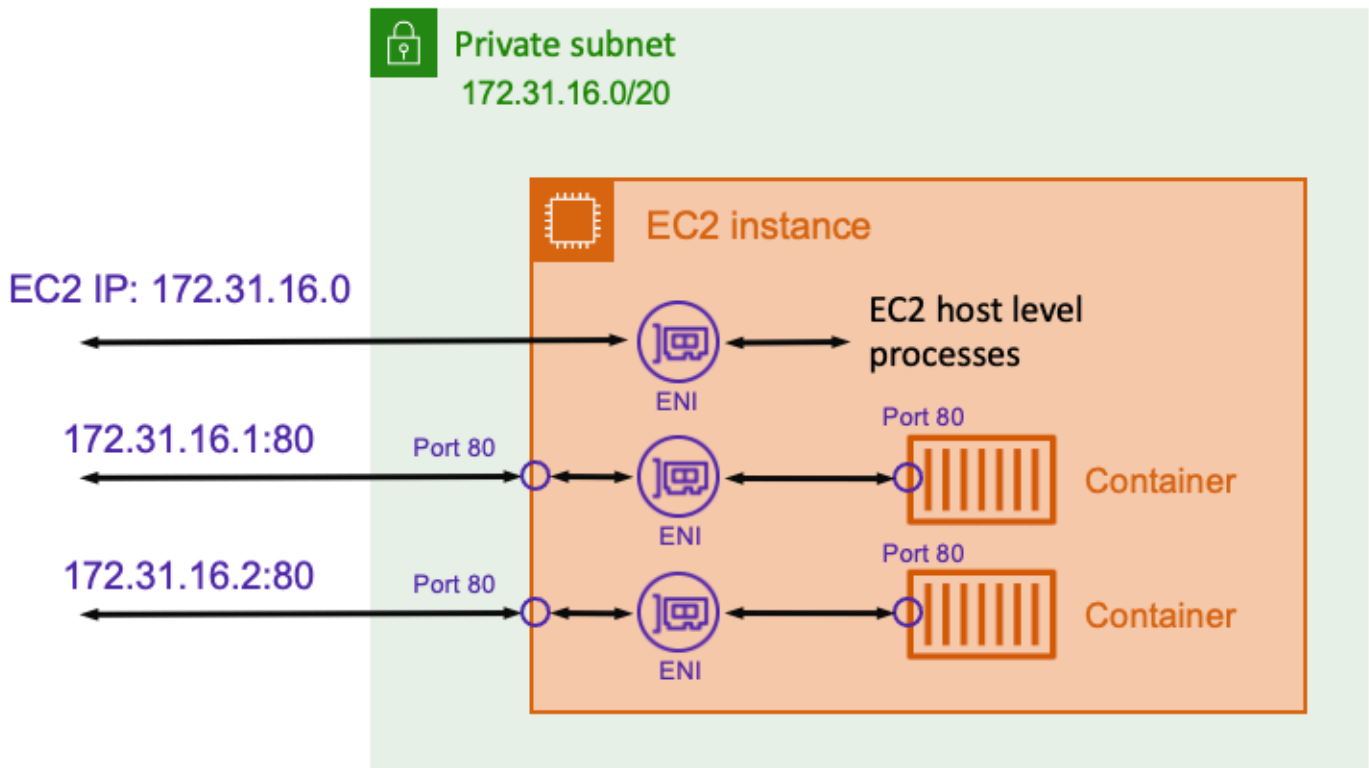 Private subnet
172.31.16.0/20
EC2 instance
EC2 IP: 172.31.16.0
EC2 host level
processes
ENI
172.31.16.1:80
Port 80
Port 80
Container
ENI
172.31.16.2:80
Port 80
Port 80
Container
ENI